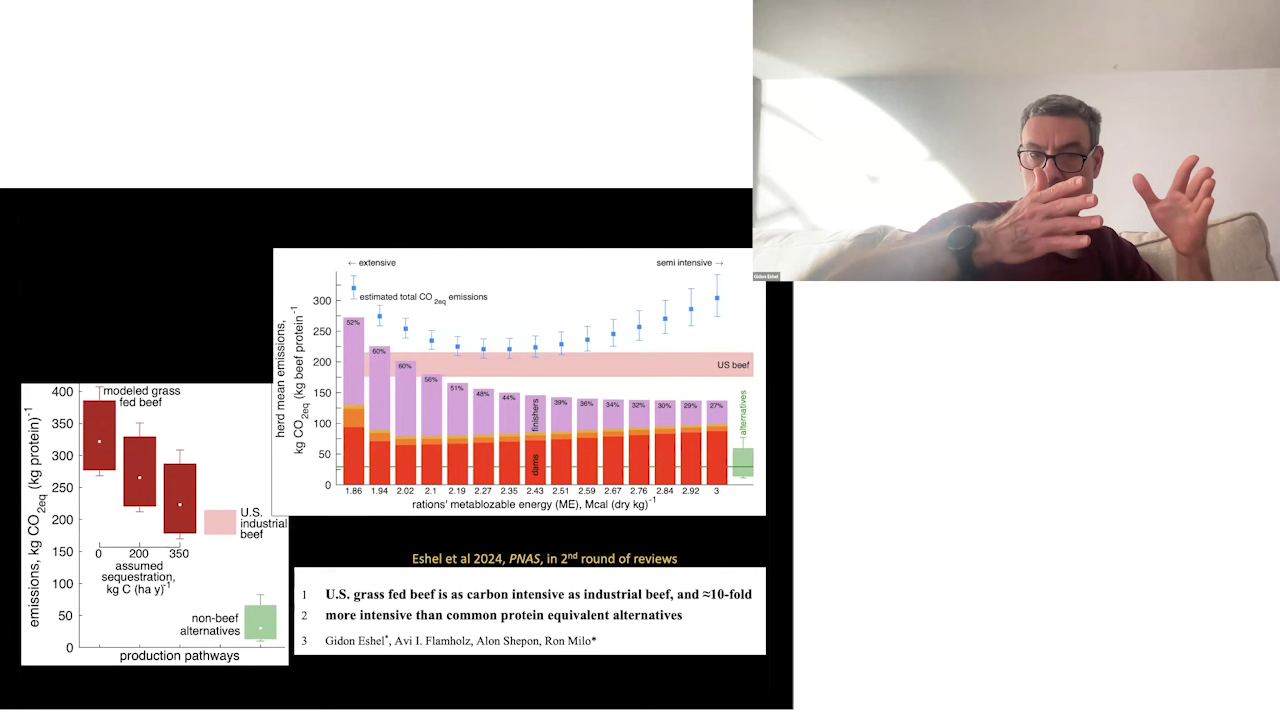 Gidon Eshel
← extensive
semi intensive →
estimated total CO2eq emissions
300
250
200
150
100
50
0
herd mean emissions,
kg CO2eq (kg beef protein)-1
52%
60%
60%
56%
51%
48%
44%
39%
36%
34%
32%
30%
29%
27%
US beef
alternatives
finishers
dams
1.86 1.94 2.02 2.1 2.19 2.27 2.35 2.43 2.51 2.59 2.67 2.76 2.84 2.92 3
rations' metablozable energy (ME), Mcal (dry kg)-1
400
350
300
250
200
150
100
50
0
emissions, kg CO2eq (kg protein)-1
modeled grass
fed beef
U.S.
industrial
beef
0 200 350
assumed
sequestration,
kg C (ha y)-1
non-beef
alternatives
production pathways
Eshel et al 2024, PNAS, in 2nd round of reviews
1 U.S. grass fed beef is as carbon intensive as industrial beef, and ≈10-fold
2 more intensive than common protein equivalent alternatives
3 Gidon Eshel*, Avi I. Flamholz, Alon Shepon, Ron Milo*